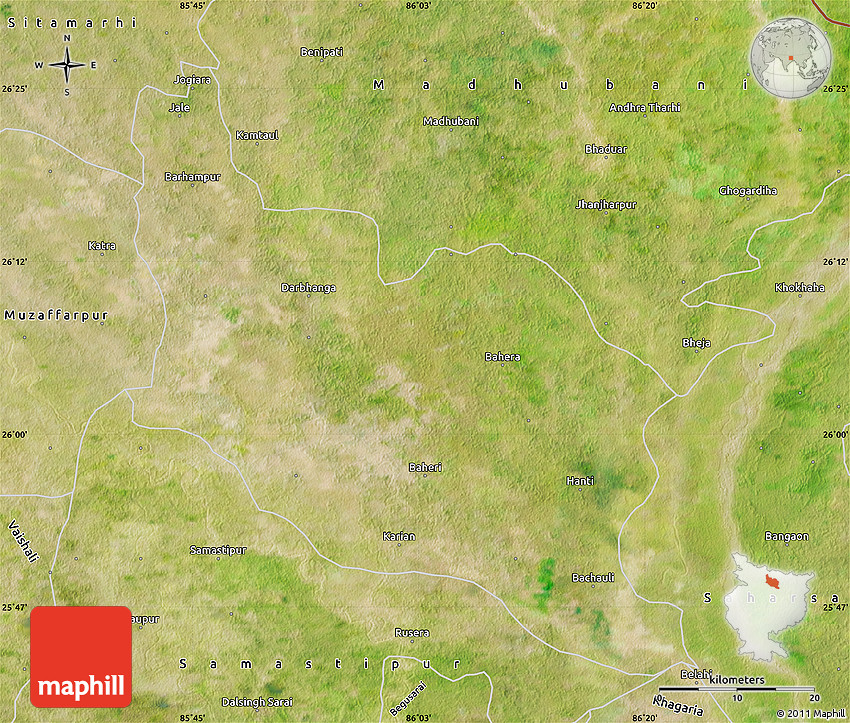 85°45'
86°03'
86°20'
Sitamarhi
N
W E
S
Benipati
Jogiara
Madhubani
26°25'
26°25'
Jale
Andhra Tharhi
Madhubani
Kamtaul
Bhaduar
Barhampur
Ghogardiha
Jhanjharpur
Katra
26°12'
26°12'
Darbhanga
Khokhaha
Muzaffarpur
Bheja
Bahera
26°00'
26°00'
Baheri
Hanti
Vaishali
Karian
Bangaon
Samastipur
Bachauli
Saharsa
25°47'
25°47'
aupur
Rusera
Samastipur
maphill
Belahi
kilometers
0 10 20
Dalsingh Sarai
Begusarai
Khagaria
85°45'
86°03'
86°20'
© 2011 Maphill